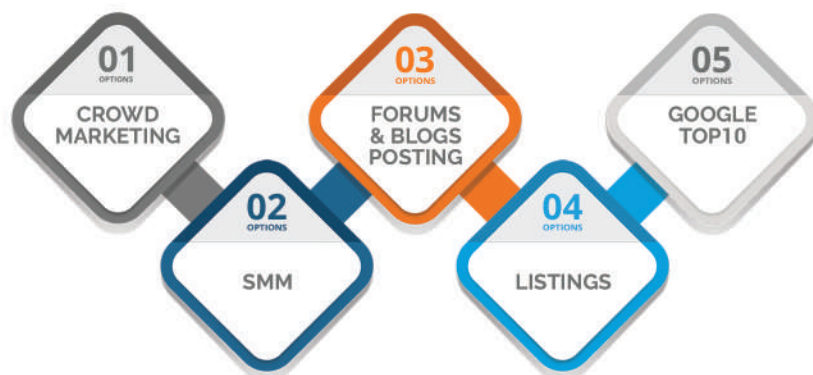 01
OPTIONS
CROWD
MARKETING
02
OPTIONS
SMM
03
OPTIONS
FORUMS
& BLOGS
POSTING
04
OPTIONS
LISTINGS
05
OPTIONS
GOOGLE
TOP10